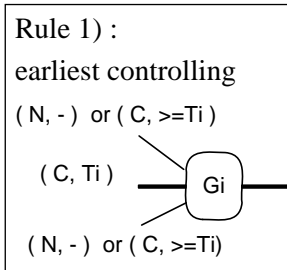 Rule 1) :
earliest controlling
( N, - ) or ( C, >=Ti )
( C, Ti )
Gi
( N, - ) or ( C, >=Ti)